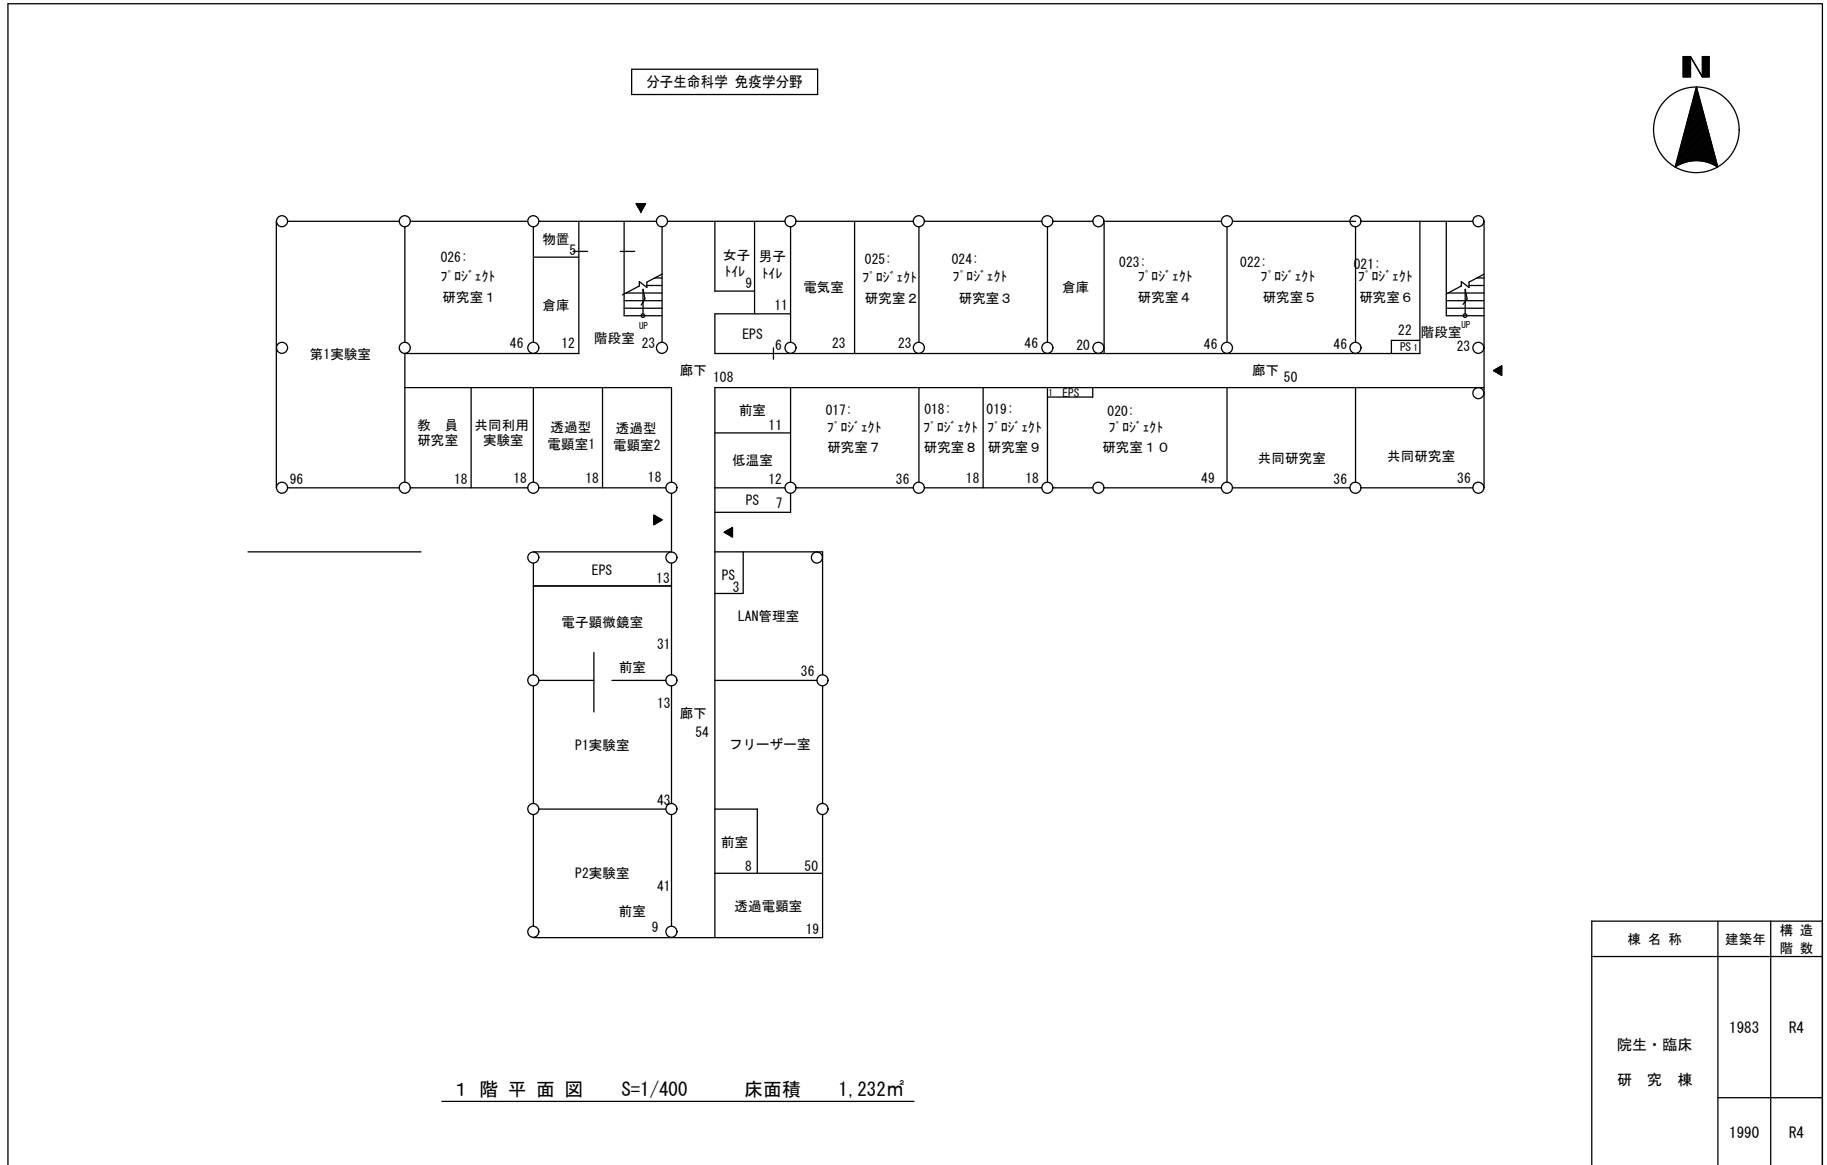 分子生命科学 免疫学分野
N
026:
ﾌﾟﾛｼﾞｪｸﾄ
研究室1
46
物置
5
倉庫
12
階段室
23
UP
女子
ﾄｲﾚ
9
男子
ﾄｲﾚ
11
EPS
6
電気室
23
025:
ﾌﾟﾛｼﾞｪｸﾄ
研究室2
23
024:
ﾌﾟﾛｼﾞｪｸﾄ
研究室3
46
倉庫
20
023:
ﾌﾟﾛｼﾞｪｸﾄ
研究室4
46
022:
ﾌﾟﾛｼﾞｪｸﾄ
研究室5
46
021:
ﾌﾟﾛｼﾞｪｸﾄ
研究室6
22
PS 1
階段室
UP
23
第1実験室
96
廊下
108
廊下
50
教 員
研究室
18
共同利用
実験室
18
透過型
電顕室1
18
透過型
電顕室2
18
前室
11
低温室
12
PS
7
017:
ﾌﾟﾛｼﾞｪｸﾄ
研究室7
36
018:
ﾌﾟﾛｼﾞｪｸﾄ
研究室8
18
019:
ﾌﾟﾛｼﾞｪｸﾄ
研究室9
18
1 EPS
020:
ﾌﾟﾛｼﾞｪｸﾄ
研究室10
49
共同研究室
36
共同研究室
36
EPS
13
電子顕微鏡室
31
前室
13
P1実験室
43
P2実験室
41
前室
9
廊下
54
PS
3
LAN管理室
36
フリーザー室
50
前室
8
透過電顕室
19
棟 名 称
建築年
構 造
階 数
院生・臨床
研 究 棟
1983
R4
1990
R4
1 階 平 面 図 S=1/400 床面積 1,232㎡